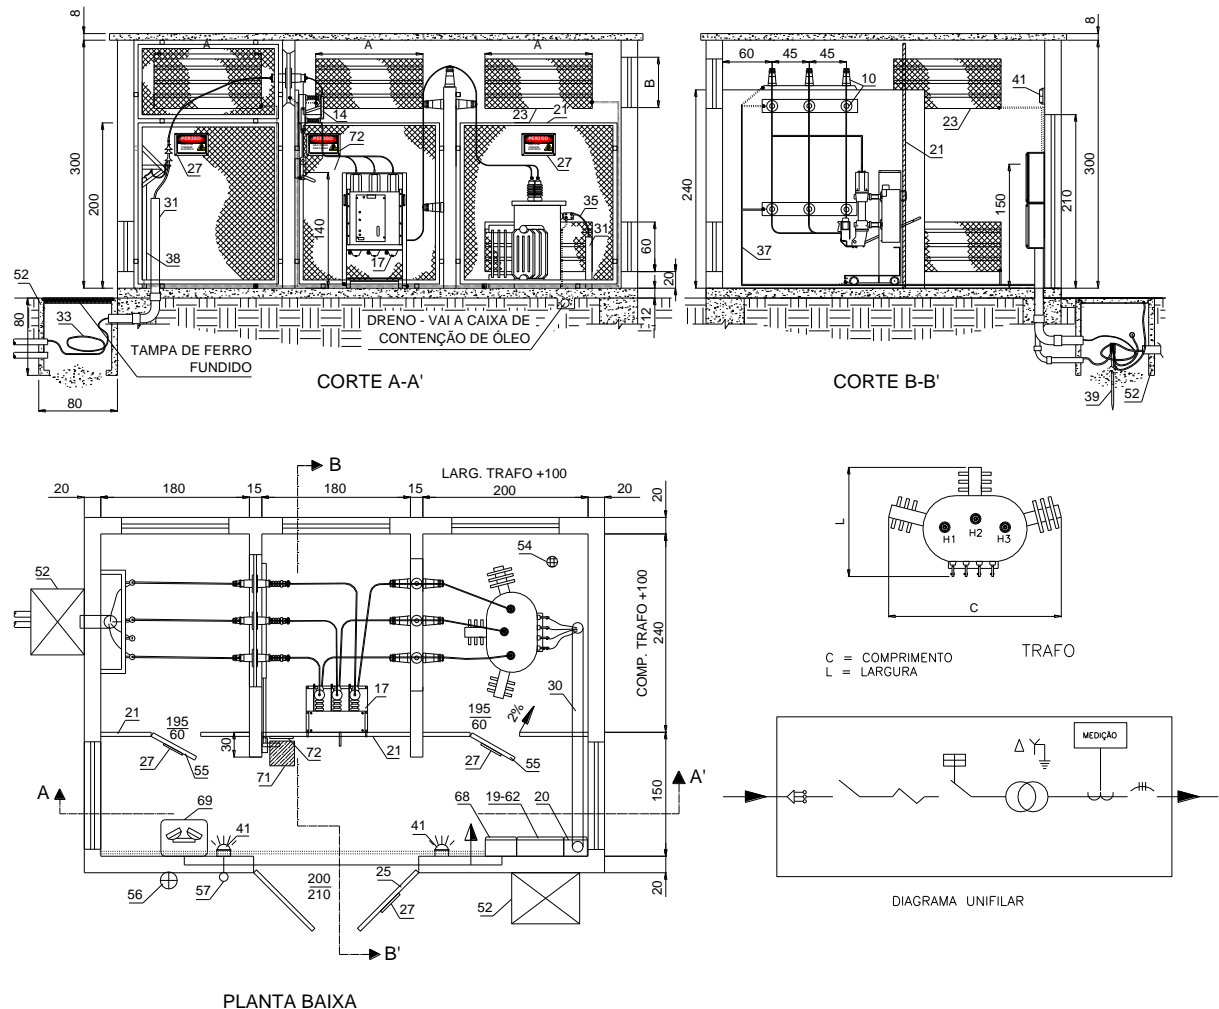 8
A
A
A
B
300
200
14
72
23
21
27
27
31
38
140
17
35
31
60
20
12
52
80
33
80
PERIGO
PERIGO
PERIGO
TAMPA DE FERRO
FUNDIDO
DRENO - VAI A CAIXA DE
CONTENÇÃO DE ÓLEO
CORTE A-A'
8
60
45
45
10
41
23
21
240
37
150
210
300
39
52
CORTE B-B'
B
LARG. TRAFO +100
20
180
15
180
15
200
20
20
52
54
COMP. TRAFO +100
240
30
17
21
195
60
30
72
71
27
55
21
195
60
2%
27
55
A
A'
150
69
41
41
68
19-62
20
56
57
200
210
25
27
52
20
B'
PLANTA BAIXA
L
H1
H2
H3
C
C = COMPRIMENTO
L = LARGURA
TRAFO
MEDIÇÃO
DIAGRAMA UNIFILAR